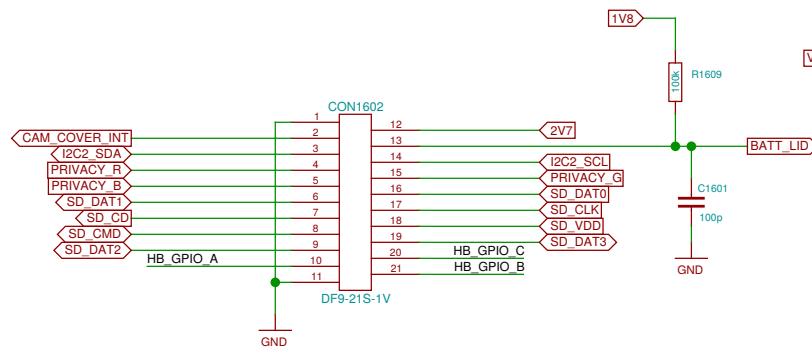 1V8
V
100k
R1609
CON1602
1
CAM_COVER_INT
2
I2C2_SDA
3
PRIVACY_R
4
PRIVACY_B
5
SD_DAT1
6
SD_CD
7
SD_CMD
8
SD_DAT2
9
HB_GPIO_A
10
11
12
2V7
13
BATT_LID
14
I2C2_SCL
15
PRIVACY_G
16
SD_DAT0
17
SD_CLK
18
SD_VDD
19
SD_DAT3
20
HB_GPIO_C
21
HB_GPIO_B
DF9-21S-1V
GND
C1601
100p
GND